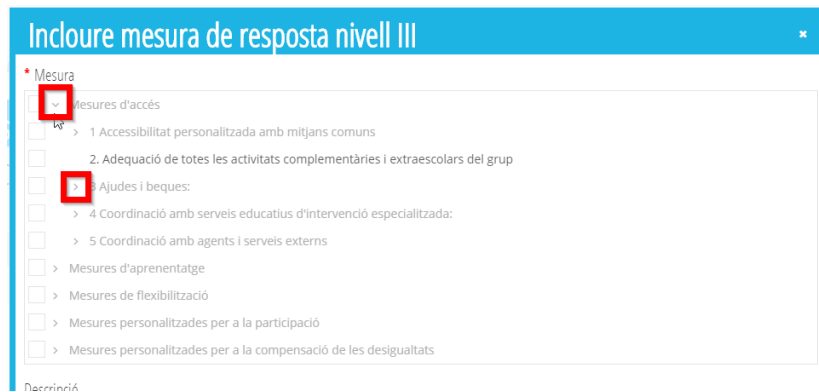 Incloure mesura de resposta nivell III
* Mesura
Mesures d'accés
1 Accessibilitat personalitzada amb mitjans comuns
2. Adequació de totes les activitats complementàries i extraescolars del grup
3 Ajudes i beques:
4 Coordinació amb serveis educatius d'intervenció especialitzada:
5 Coordinació amb agents i serveis externs
Mesures d'aprenentatge
Mesures de flexibilització
Mesures personalitzades per a la participació
Mesures personalitzades per a la compensació de les desigualtats
Descripció